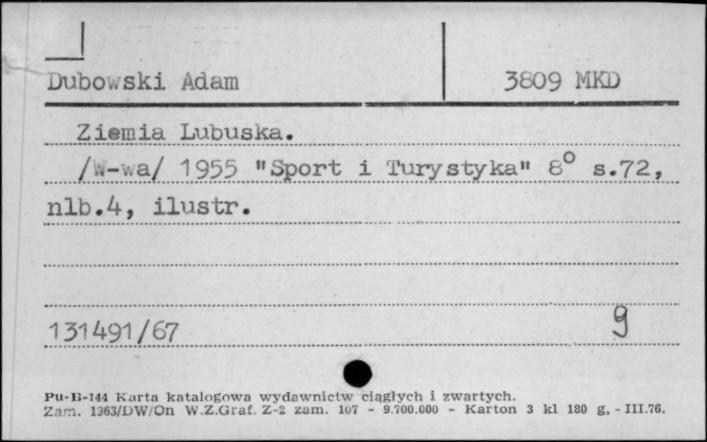 Dubowski Adam 3809 MKD
Ziemia Lubuska.
/W-wa/ 1955 "Sport i Turystyka" 8° s.72,
nlb.4, ilustr.
131491/67 g
Pu-B-144 Karta katalogowa wydawnictw ciągłych i zwartych.
Zam. 1363/DW/On W.Z.Graf. Z-2 zam. 107 - 9.700.000 - Karton 3 kl 180 g, - III.76.